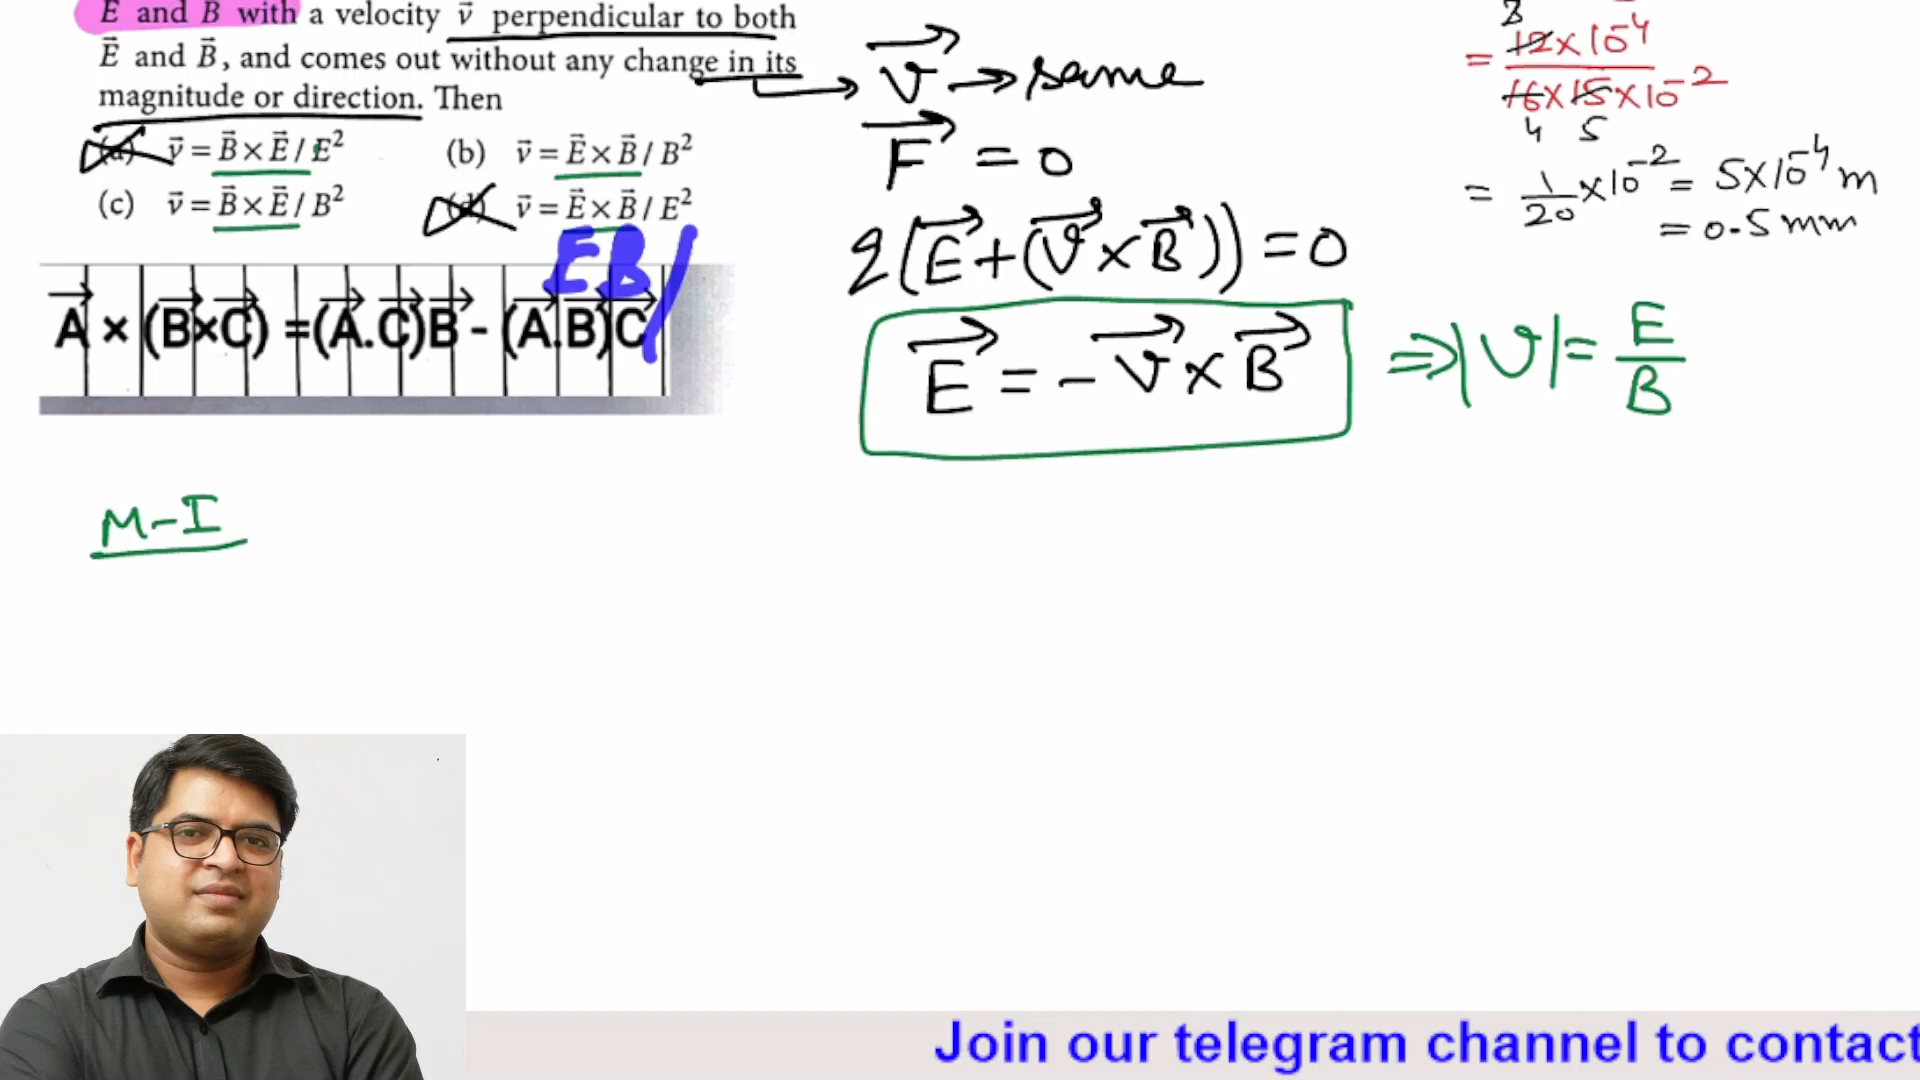 E⃗ and B⃗ with a velocity v⃗ perpendicular to both
E⃗ and B⃗, and comes out without any change in its
magnitude or direction. Then
(a) v⃗ = B⃗ × E⃗ / E²
(b) v⃗ = E⃗ × B⃗ / B²
(c) v⃗ = B⃗ × E⃗ / B²
(d) v⃗ = E⃗ × B⃗ / E²
EB/
A⃗ × (B⃗×C⃗) =(A⃗.C⃗)B⃗ - (A⃗.B⃗)C⃗
M-I
v⃗ → same
F⃗ = 0
q(E⃗ + (v⃗ × B⃗)) = 0
E⃗ = - v⃗ × B⃗
⇒ |v| = E/B
3
= 12×10⁻⁴
16×15×10⁻²
4 5
= 1/20 ×10⁻² = 5×10⁻⁴ m
= 0.5 mm
Join our telegram channel to contact